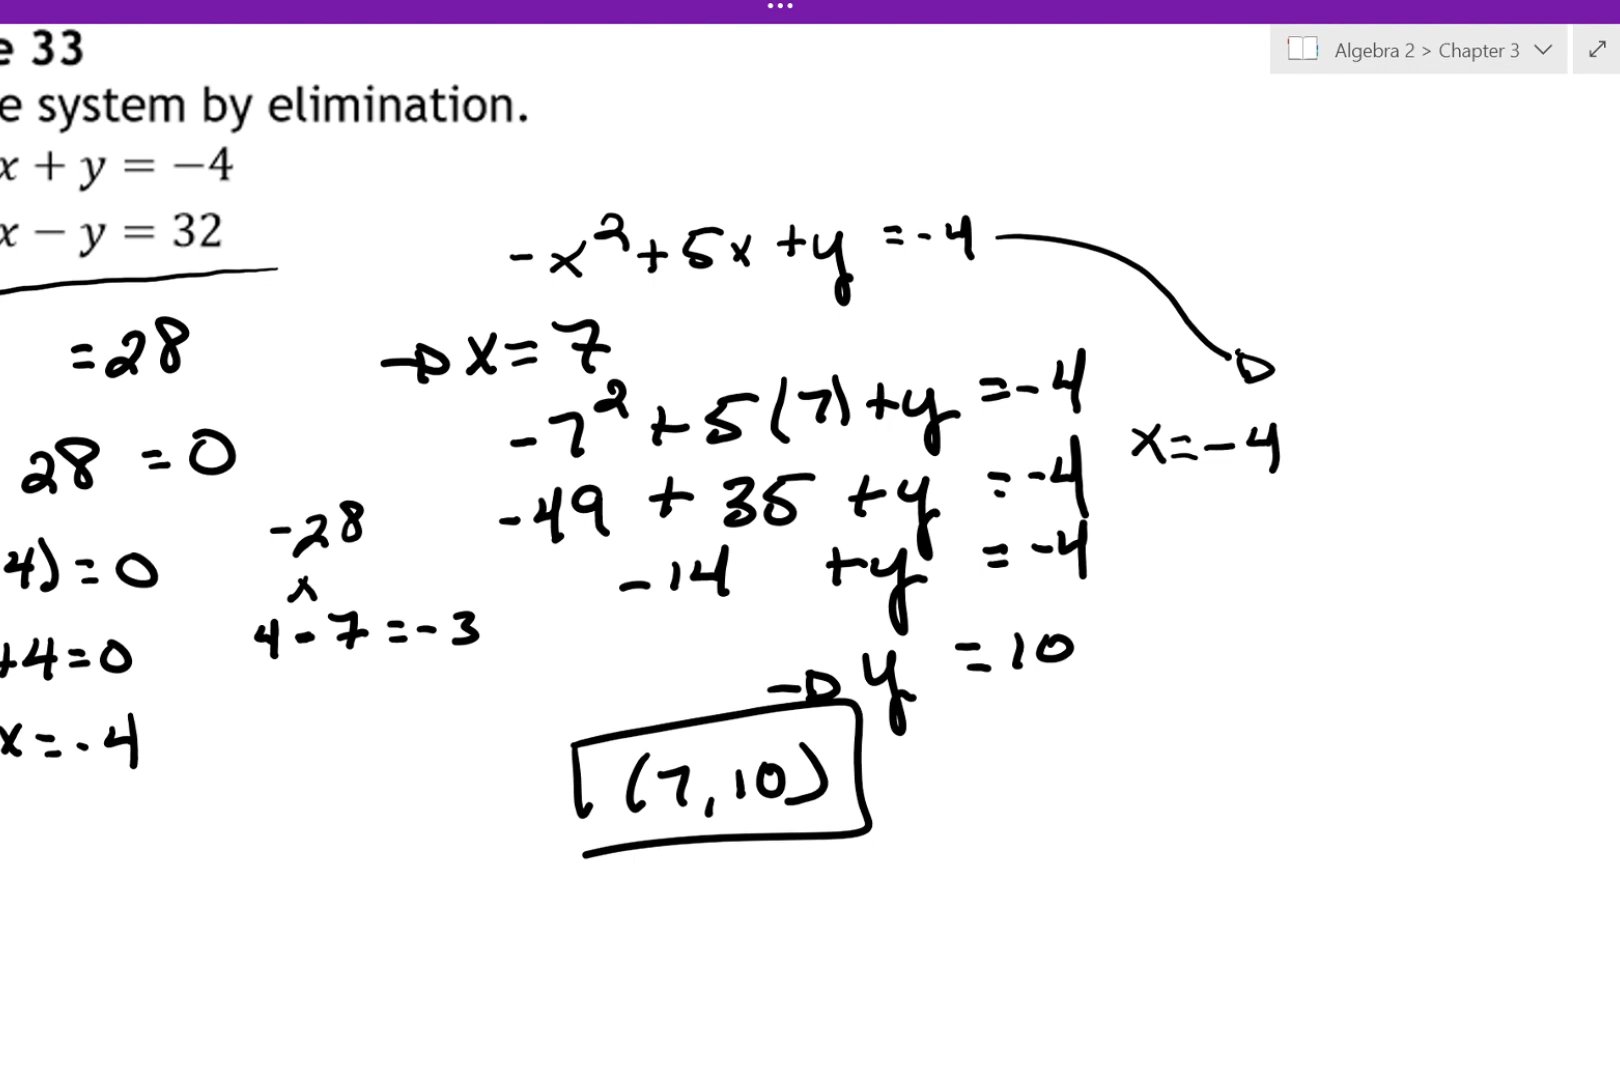 e 33
Algebra 2 > Chapter 3
e system by elimination.
x + y = −4
x − y = 32
= 28
28 = 0
4) = 0
+4 = 0
x = -4
-28
4 - 7 = -3
-x² + 5x + y = -4
x = 7
-7² + 5(7) + y = -4
-49 + 35 + y = -4
-14 + y = -4
y = 10
(7, 10)
x = -4